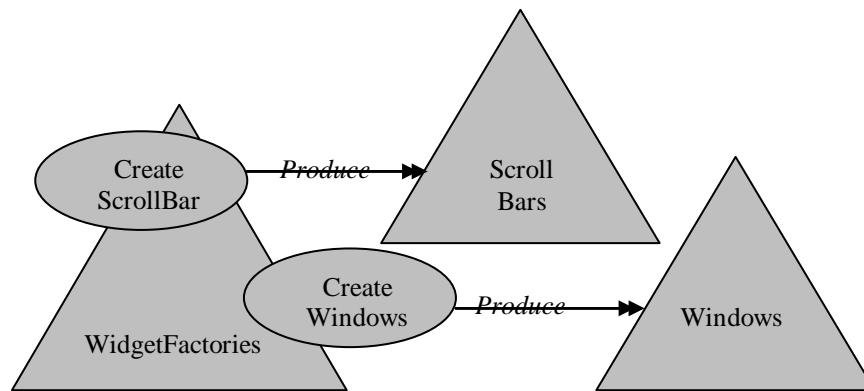 Create
ScrollBar
Produce
Scroll
Bars
Create
Windows
Produce
Windows
WidgetFactories